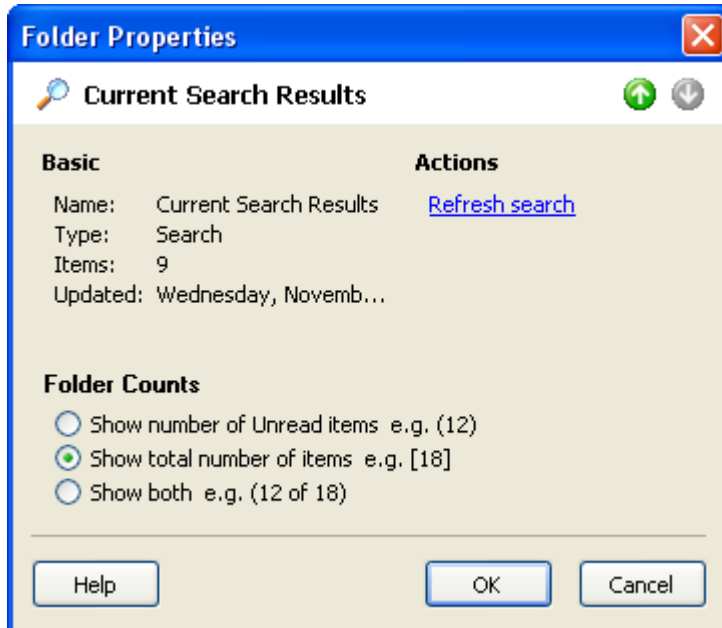 Folder Properties
Current Search Results
Basic
Actions
Name: Current Search Results
Refresh search
Type: Search
Items: 9
Updated: Wednesday, Novemb...
Folder Counts
Show number of Unread items e.g. (12)
Show total number of items e.g. [18]
Show both e.g. (12 of 18)
Help
OK
Cancel